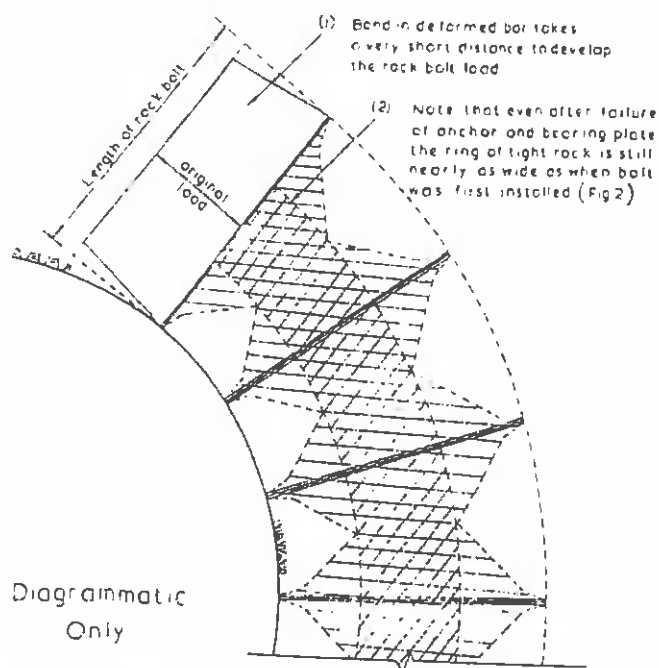 (1) Bond in deformed bar takes
a very short distance to develop
the rock bolt load
(2) Note that even after failure
of anchor and bearing plate
the ring of tight rock is still
nearly as wide as when bolt
was first installed (Fig 2)
Length of rock bolt
original
load
Diagrammatic
Only